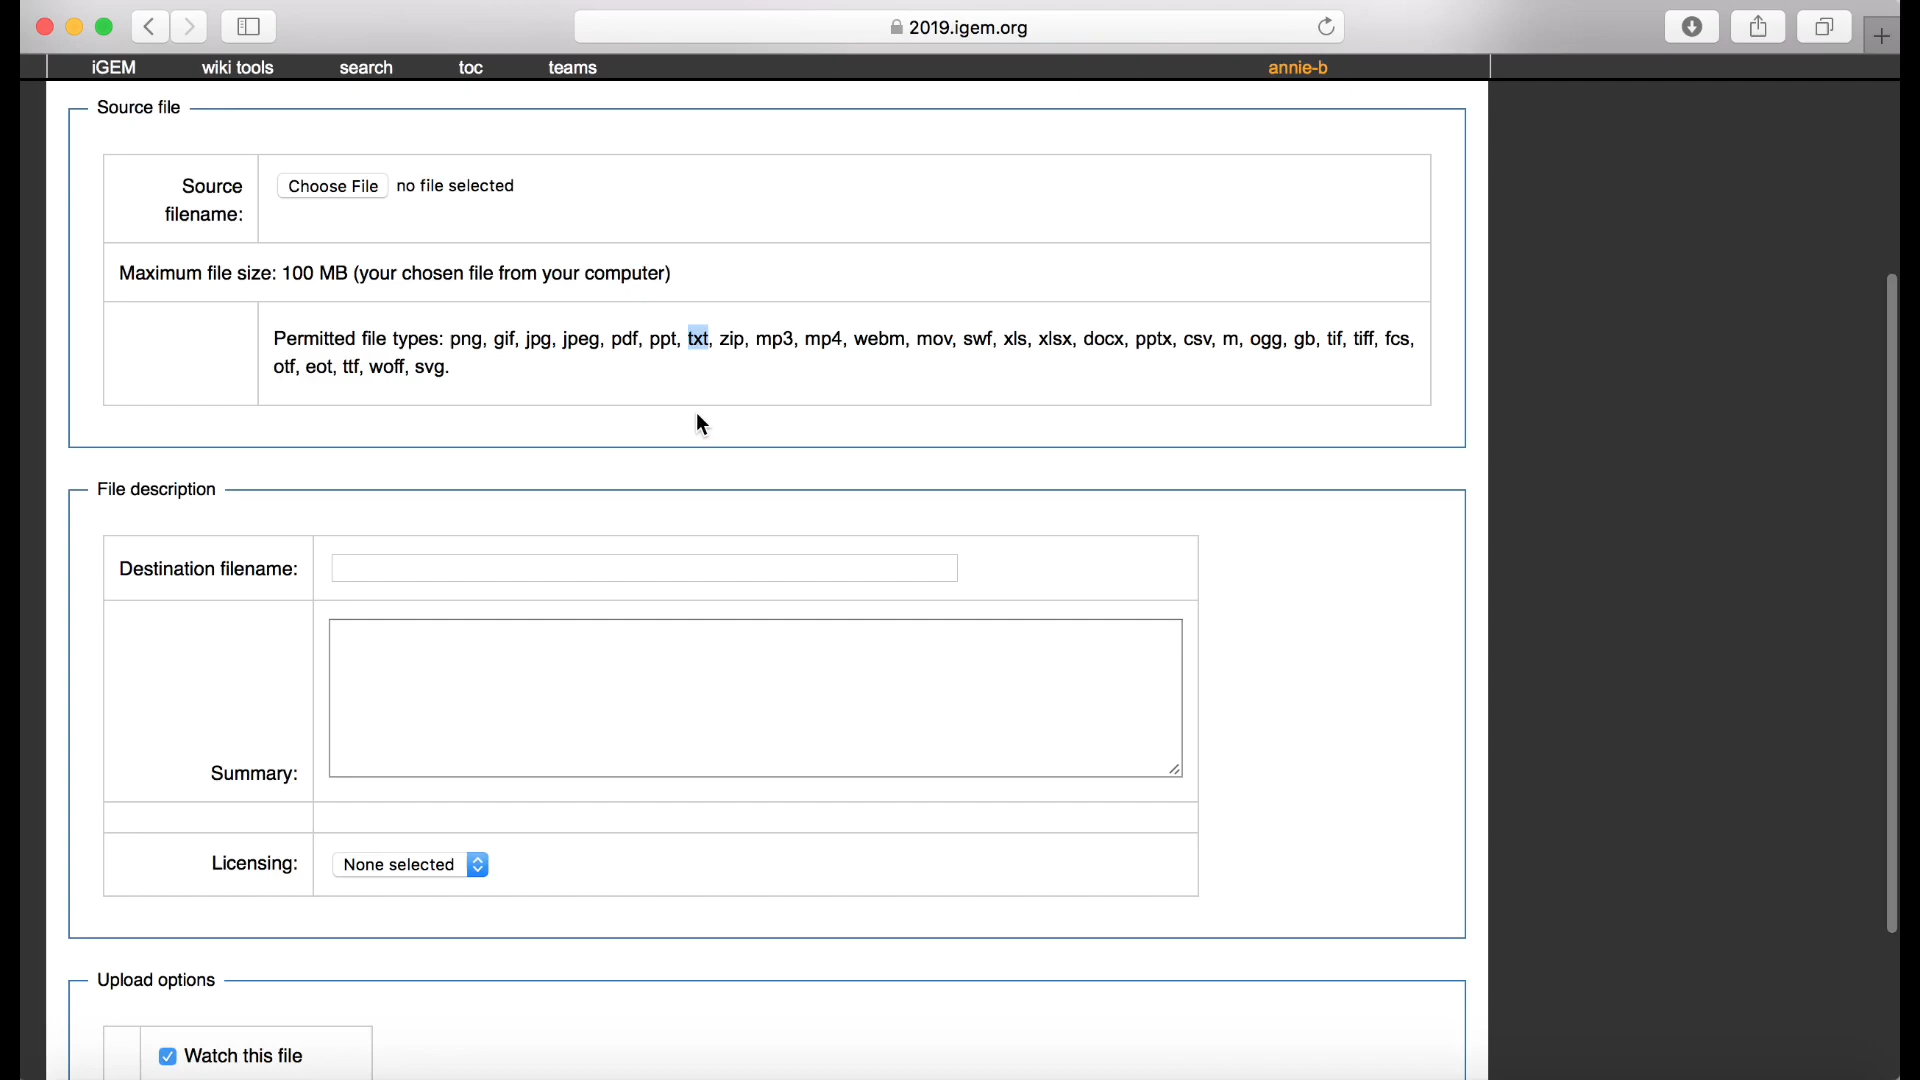 2019.igem.org
iGEM wiki tools search toc teams annie-b
Source file
Source
filename:
Choose File no file selected
Maximum file size: 100 MB (your chosen file from your computer)
Permitted file types: png, gif, jpg, jpeg, pdf, ppt, txt, zip, mp3, mp4, webm, mov, swf, xls, xlsx, docx, pptx, csv, m, ogg, gb, tif, tiff, fcs,
otf, eot, ttf, woff, svg.
File description
Destination filename:
Summary:
Licensing: None selected
Upload options
Watch this file